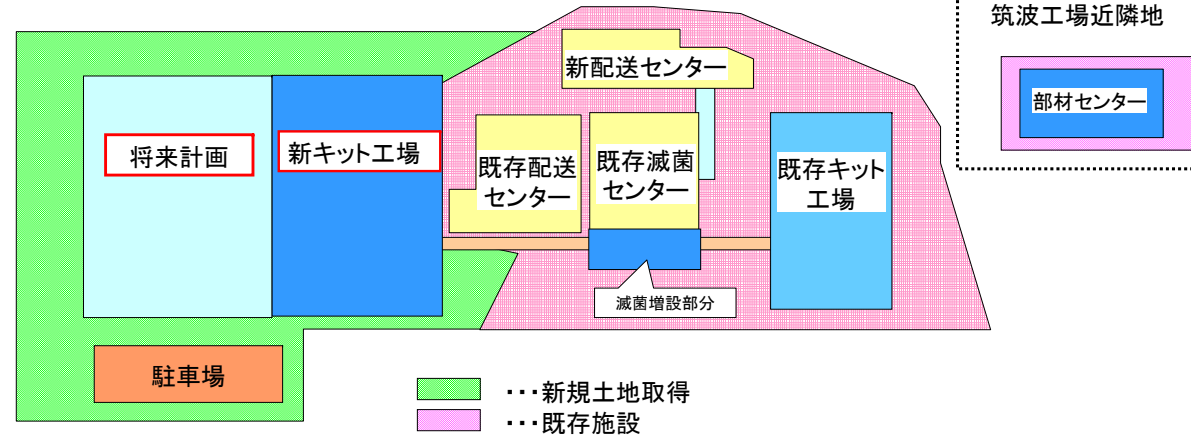 筑波工場近隣地
新配送センター
部材センター
将来計画
新キット工場
既存配送
センター
既存滅菌
センター
既存キット
工場
滅菌増設部分
駐車場
・・・新規土地取得
・・・既存施設